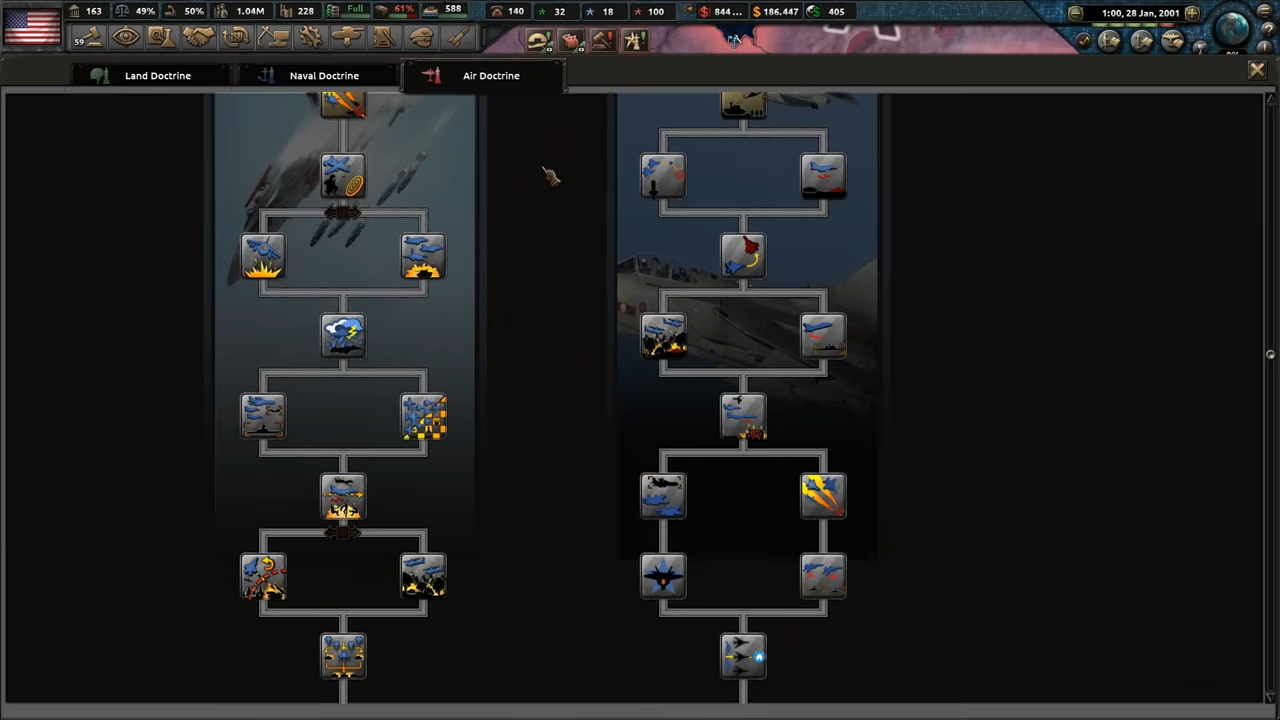 163 49% 50% 1.04M 228 Full 61% 588 140 32 18 100 844 ... 186.447 405 1:00, 28 Jan, 2001
59
Land Doctrine Naval Doctrine Air Doctrine